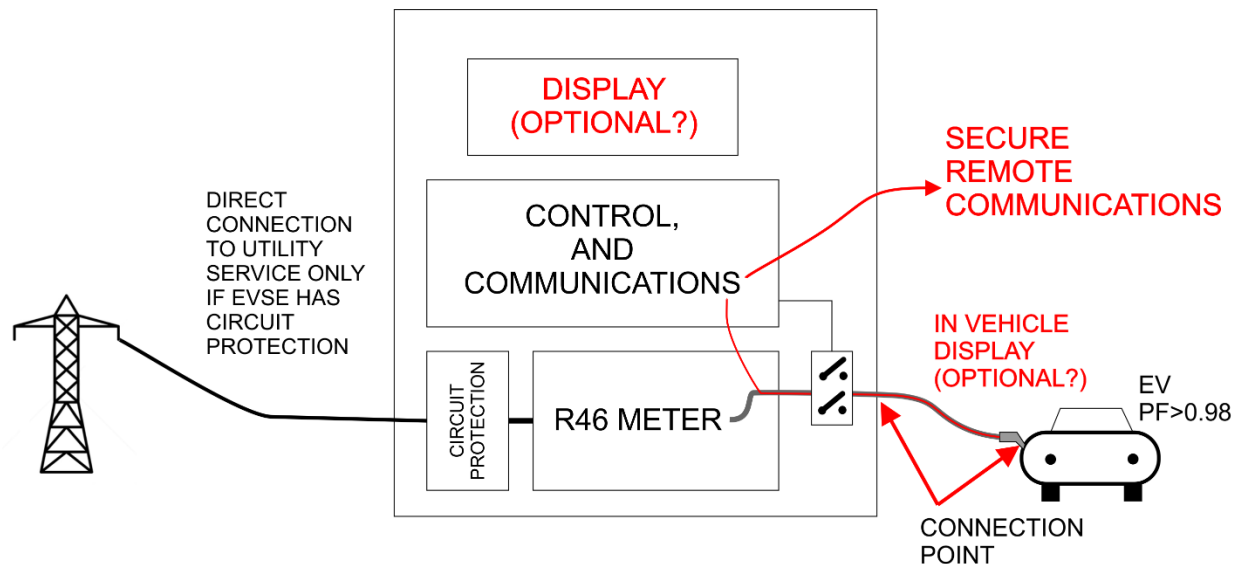 DISPLAY
(OPTIONAL?)
SECURE
REMOTE
COMMUNICATIONS
DIRECT
CONNECTION
TO UTILITY
SERVICE ONLY
IF EVSE HAS
CIRCUIT
PROTECTION
CONTROL,
AND
COMMUNICATIONS
IN VEHICLE
DISPLAY
(OPTIONAL?)
EV
PF>0.98
CIRCUIT
PROTECTION
R46 METER
CONNECTION
POINT